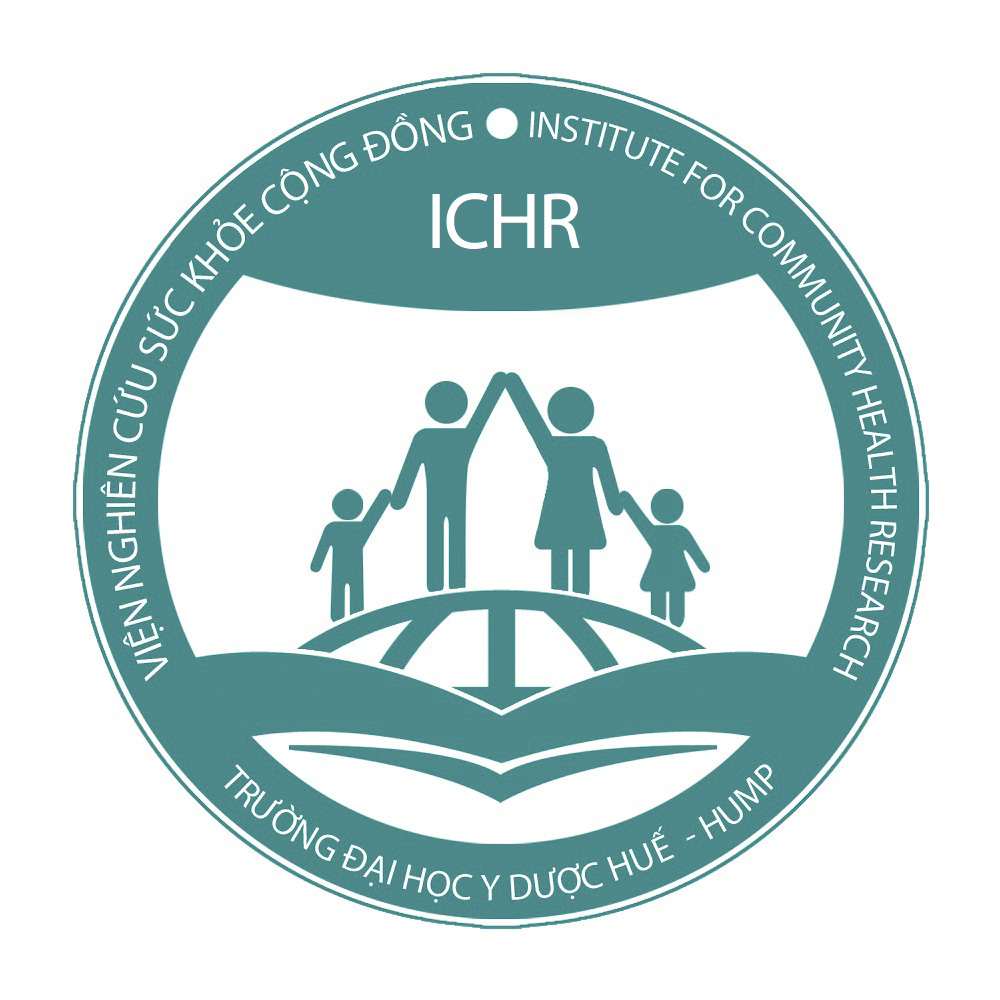 VIỆN NGHIÊN CỨU SỨC KHỎE CỘNG ĐỒNG
INSTITUTE FOR COMMUNITY HEALTH RESEARCH
ICHR
TRƯỜNG ĐẠI HỌC Y DƯỢC HUẾ - HUMP